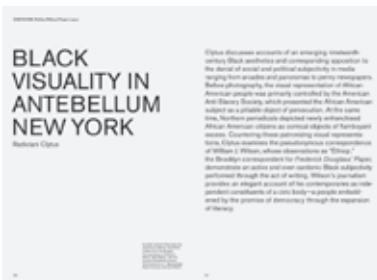 BLACK
VISUALITY IN
ANTEBELLUM
NEW YORK
Radiclani Clytus
Clytus discusses accounts of an emerging nineteenth-
century Black aesthetics and corresponding opposition to
the denial of social and political subjectivity in media
ranging from arcades and panoramas to penny newspapers.
Before photography, the visual representation of African
American people was primarily controlled by the American
Anti-Slavery Society, which presented the African American
subject as a pitiable object of persecution. At the same
time, Northern periodicals depicted newly enfranchised
African American citizens as comical objects of flamboyant
excess. Countering these patronizing visual representa-
tions, Clytus examines the pseudonymous correspondence
of William J. Wilson, whose observations as "Ethiop,"
the Brooklyn correspondent for Frederick Douglass' Paper,
demonstrate an active and even sardonic Black subjectivity
performed through the act of writing. Wilson's journalism
provides an elegant account of his contemporaries as inde-
pendent constituents of a civic body—a people embold-
ened by the promise of democracy through the expansion
of literacy.